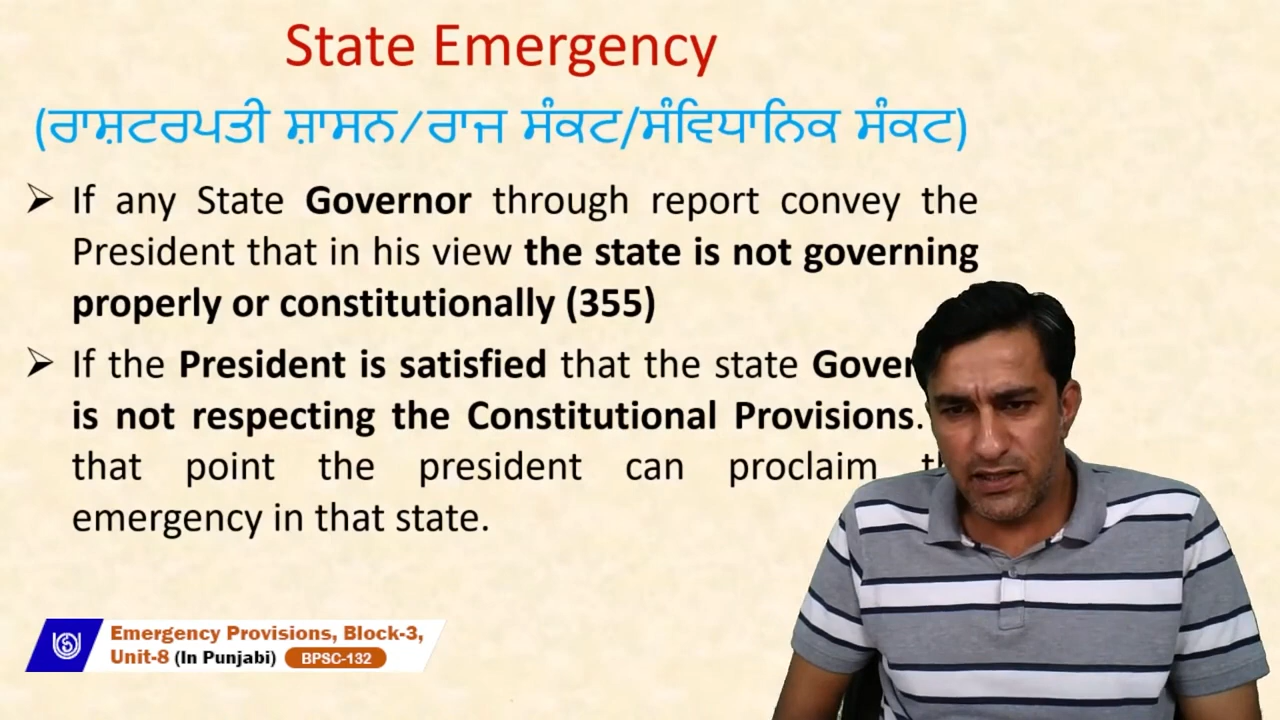 State Emergency
(ਰਾਸ਼ਟਰਪਤੀ ਸ਼ਾਸਨ/ਰਾਜ ਸੰਕਟ/ਸੰਵਿਧਾਨਿਕ ਸੰਕਟ)
➢ If any State Governor through report convey the
President that in his view the state is not governing
properly or constitutionally (355)
➢ If the President is satisfied that the state
is not respecting the Constitutional Provisions.
that point the president can proclaim
emergency in that state.
Emergency Provisions, Block-3,
Unit-8 (In Punjabi) BPSC-132